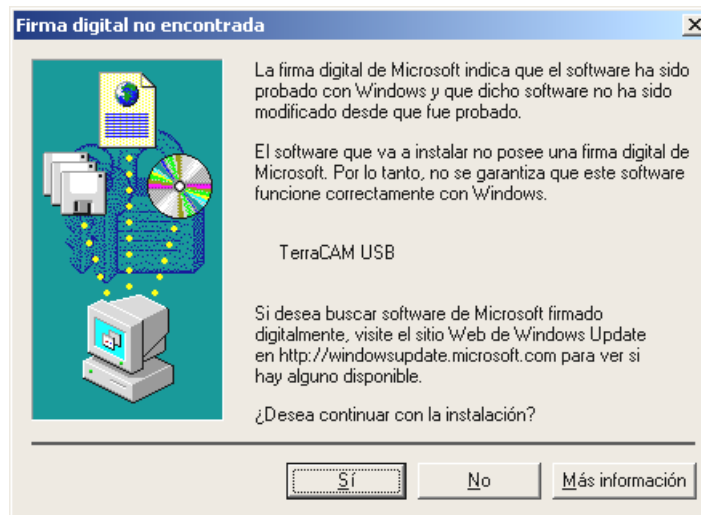 Firma digital no encontrada
La firma digital de Microsoft indica que el software ha sido
probado con Windows y que dicho software no ha sido
modificado desde que fue probado.
El software que va a instalar no posee una firma digital de
Microsoft. Por lo tanto, no se garantiza que este software
funcione correctamente con Windows.
TerraCAM USB
Si desea buscar software de Microsoft firmado
digitalmente, visite el sitio Web de Windows Update
en http://windowsupdate.microsoft.com para ver si
hay alguno disponible.
¿Desea continuar con la instalación?
Sí No Más información